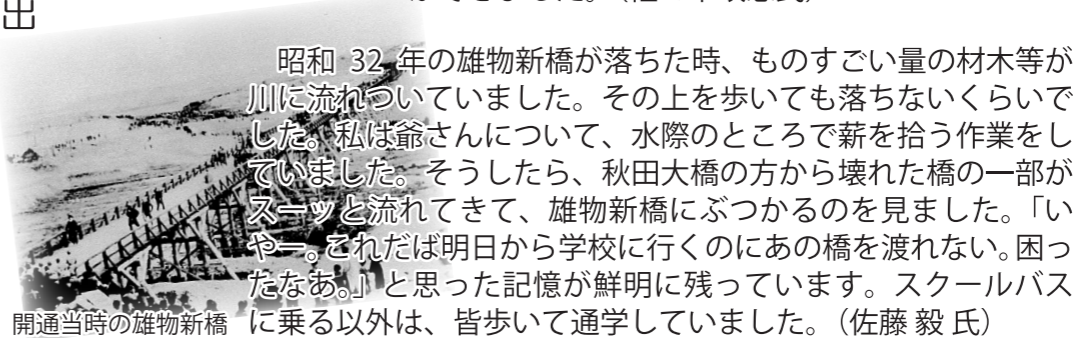 出
　昭和 32 年の雄物新橋が落ちた時、ものすごい量の材木等が
川に流れついていました。その上を歩いても落ちないくらいで
した。私は爺さんについて、水際のところで薪を拾う作業をし
ていました。そうしたら、秋田大橋の方から壊れた橋の一部が
スーッと流れてきて、雄物新橋にぶつかるのを見ました。「い
やー。これだば明日から学校に行くのにあの橋を渡れない。困っ
たなあ。」と思った記憶が鮮明に残っています。スクールバス
に乗る以外は、皆歩いて通学していました。（佐藤 毅 氏）
開通当時の雄物新橋